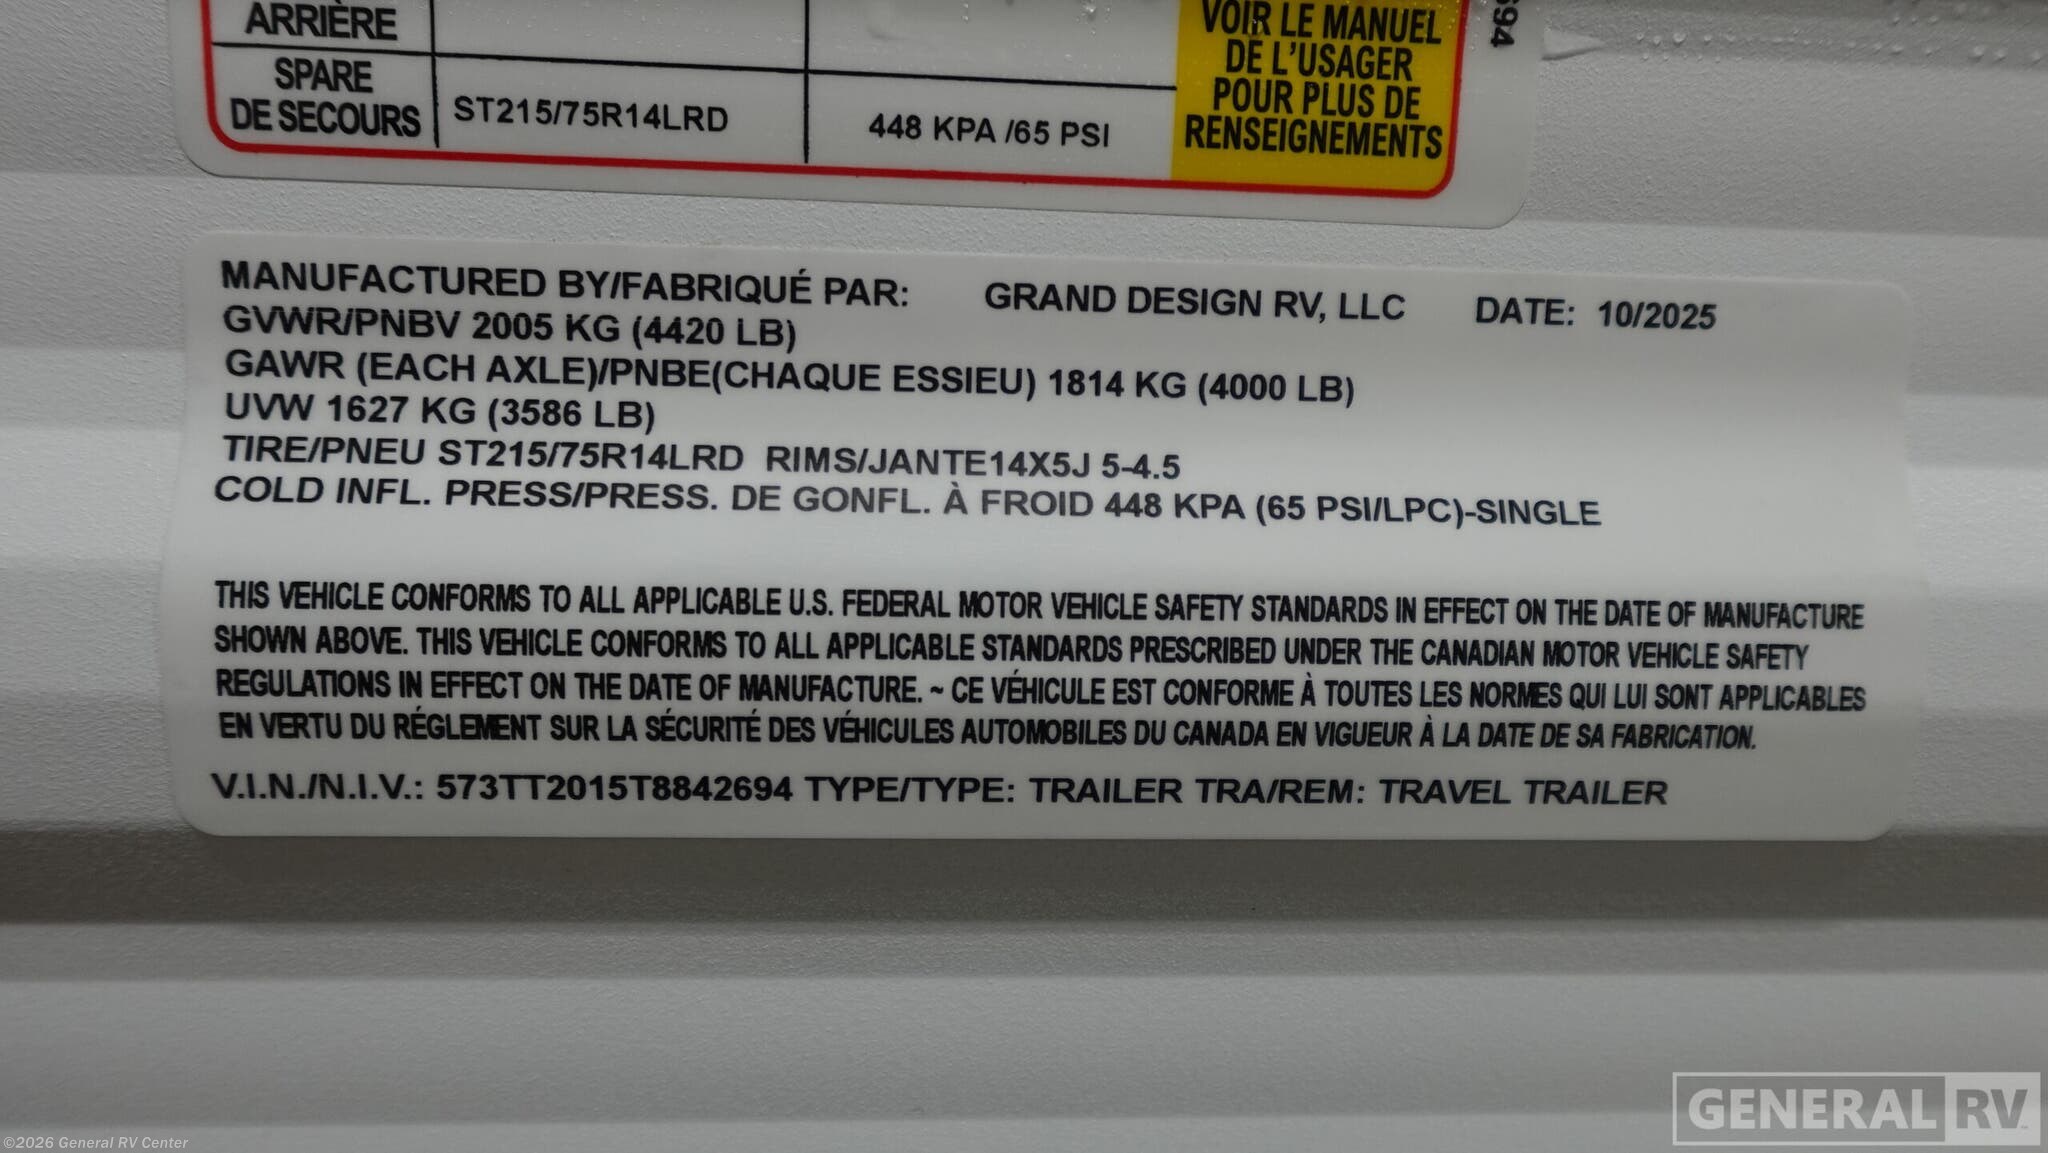 ARRIÈRE
SPARE
DE SECOURS
ST215/75R14LRD
448 KPA /65 PSI
VOIR LE MANUEL
DE L'USAGER
POUR PLUS DE
RENSEIGNEMENTS
694
MANUFACTURED BY/FABRIQUÉ PAR: GRAND DESIGN RV, LLC DATE: 10/2025
GVWR/PNBV 2005 KG (4420 LB)
GAWR (EACH AXLE)/PNBE(CHAQUE ESSIEU) 1814 KG (4000 LB)
UVW 1627 KG (3586 LB)
TIRE/PNEU ST215/75R14LRD RIMS/JANTE14X5J 5-4.5
COLD INFL. PRESS/PRESS. DE GONFL. À FROID 448 KPA (65 PSI/LPC)-SINGLE
THIS VEHICLE CONFORMS TO ALL APPLICABLE U.S. FEDERAL MOTOR VEHICLE SAFETY STANDARDS IN EFFECT ON THE DATE OF MANUFACTURE
SHOWN ABOVE. THIS VEHICLE CONFORMS TO ALL APPLICABLE STANDARDS PRESCRIBED UNDER THE CANADIAN MOTOR VEHICLE SAFETY
REGULATIONS IN EFFECT ON THE DATE OF MANUFACTURE. ~ CE VÉHICULE EST CONFORME À TOUTES LES NORMES QUI LUI SONT APPLICABLES
EN VERTU DU RÉGLEMENT SUR LA SÉCURITÉ DES VÉHICULES AUTOMOBILES DU CANADA EN VIGUEUR À LA DATE DE SA FABRICATION.
V.I.N./N.I.V.: 573TT2015T8842694 TYPE/TYPE: TRAILER TRA/REM: TRAVEL TRAILER
GENERAL RV
©2026 General RV Center